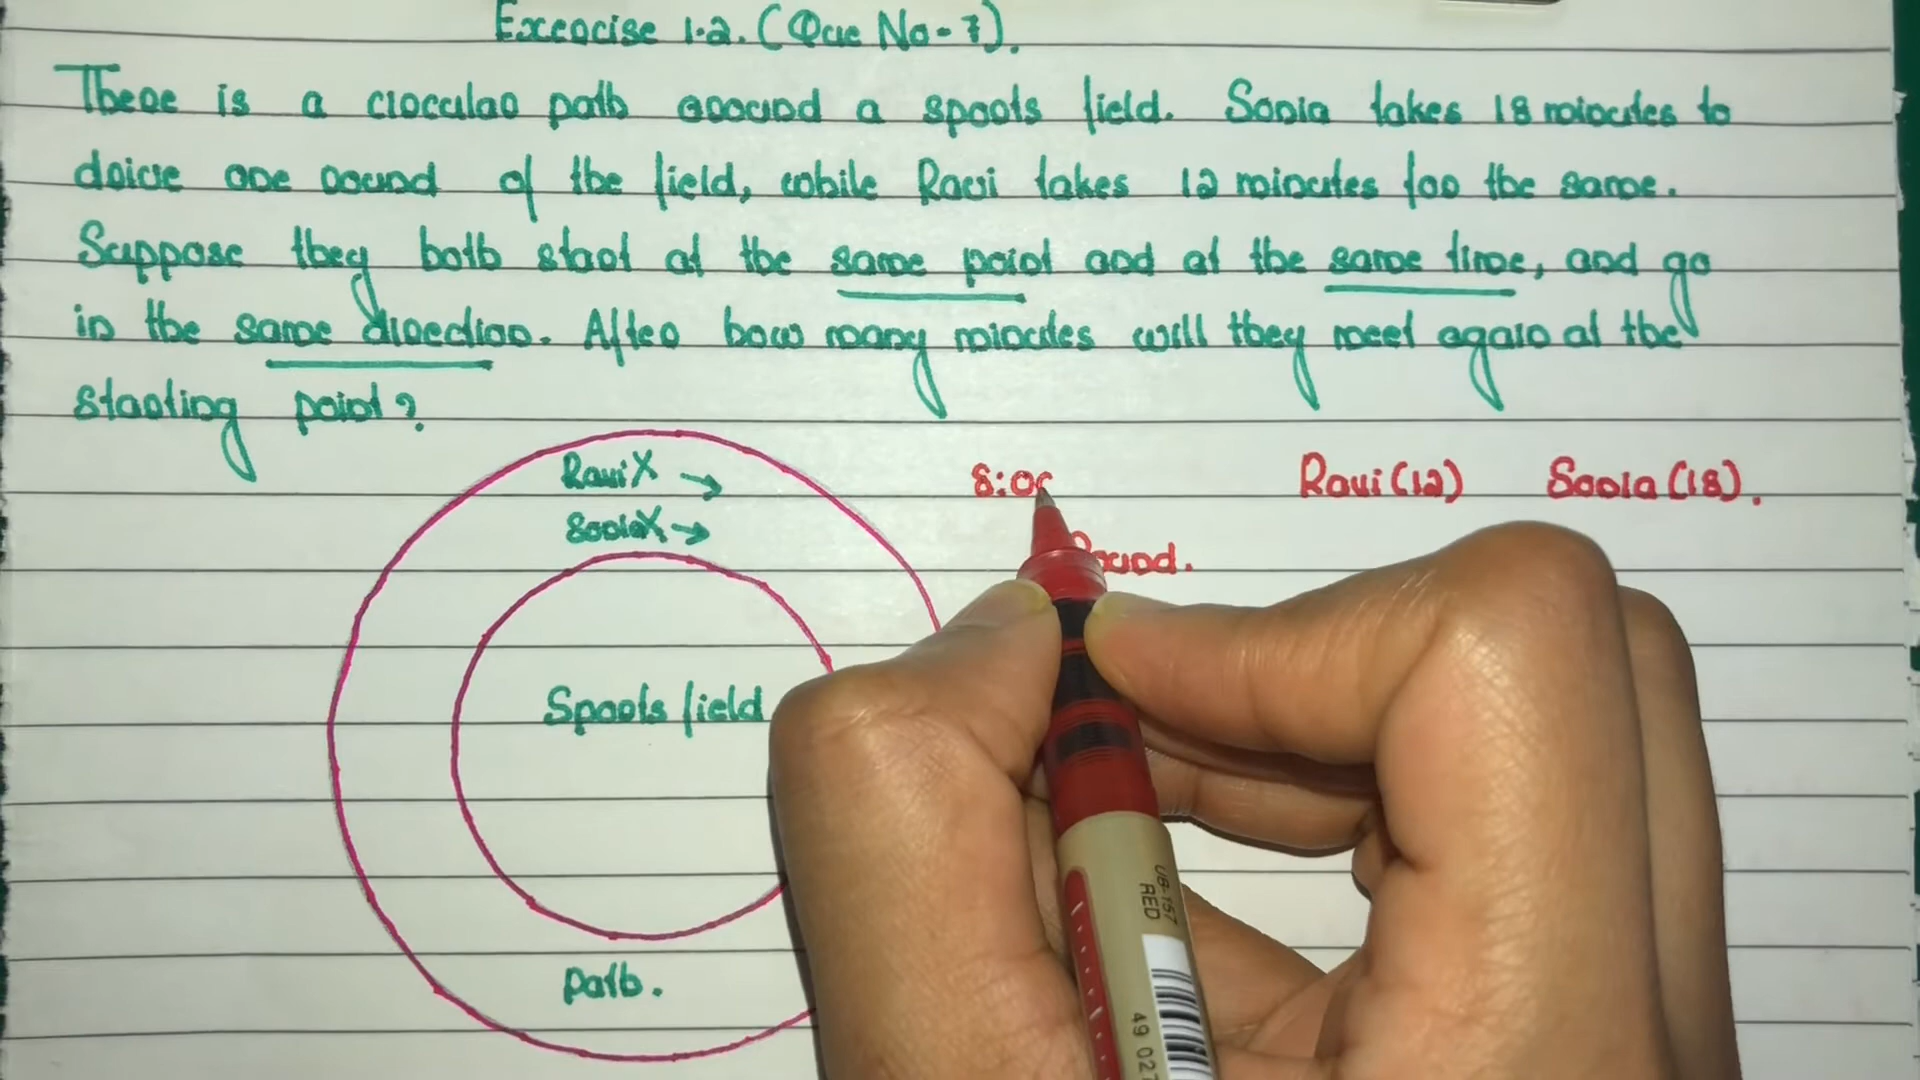 Exercise 1.2. (Que No-7).
There is a circular path around a sports field. Sonia takes 18 minutes to
drive one round of the field, while Ravi takes 12 minutes for the same.
Suppose they both start at the same point and at the same time, and go
in the same direction. After how many minutes will they meet again at the
starting point?
Ravi X →
8:00
Ravi (12) Sonia (18).
Sonia X →
Round.
Sports field
Path.
UB-157
RED
49 027